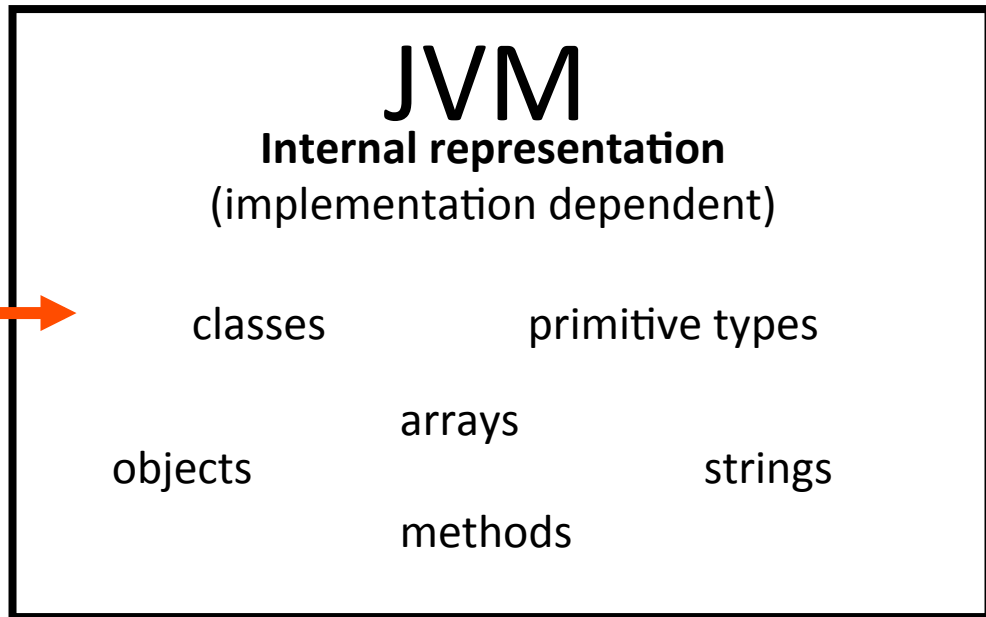 JVM
Internal representation
(implementation dependent)
classes primitive types
arrays
objects strings
methods